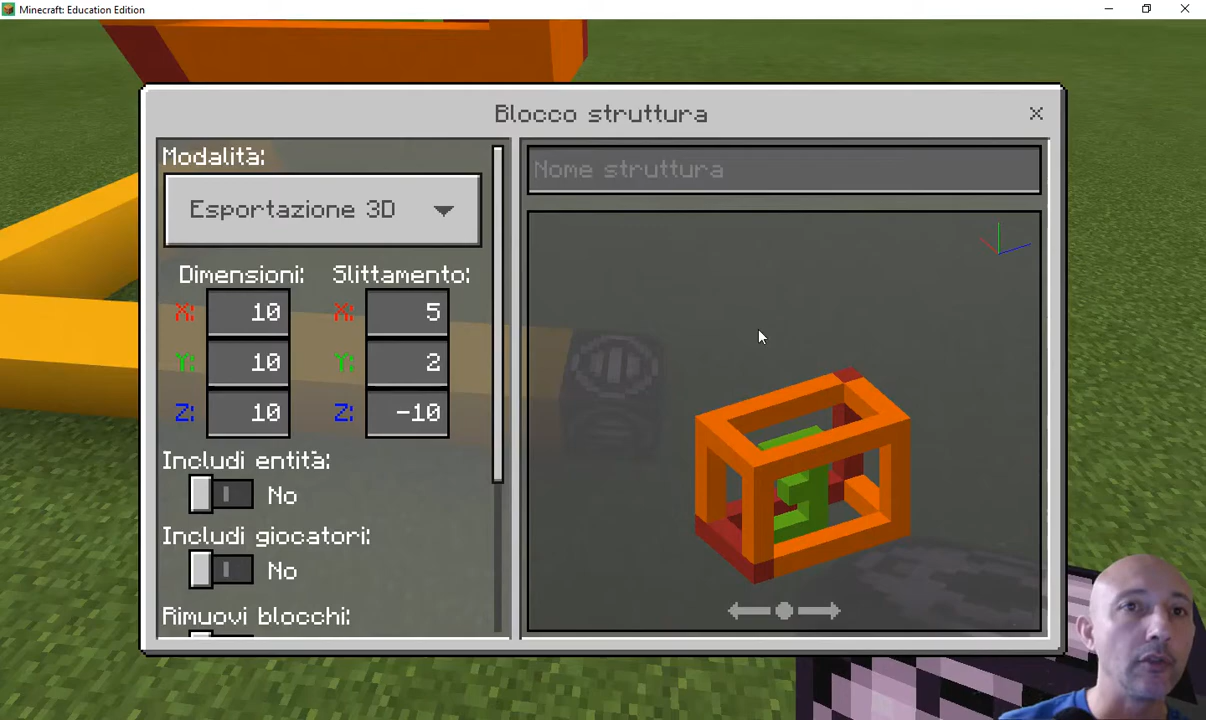 Minecraft: Education Edition
Blocco struttura
Modalità:
Esportazione 3D
Dimensioni: Slittamento:
X: 10 X: 5
Y: 10 Y: 2
Z: 10 Z: -10
Includi entità:
No
Includi giocatori:
No
Rimuovi blocchi:
Nome struttura